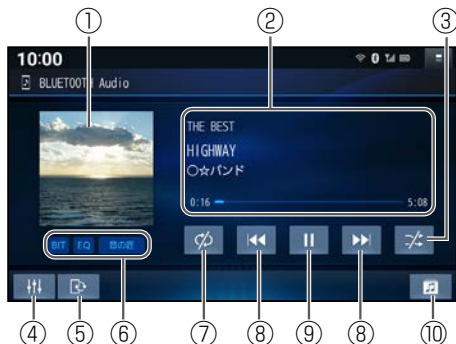 ① ② ③
10:00
BLUETOOTH Audio
THE BEST
HIGHWAY
○☆バンド
0:16 5:08
BIT EQ 音の匠
④ ⑤ ⑥ ⑦ ⑧ ⑨ ⑧ ⑩